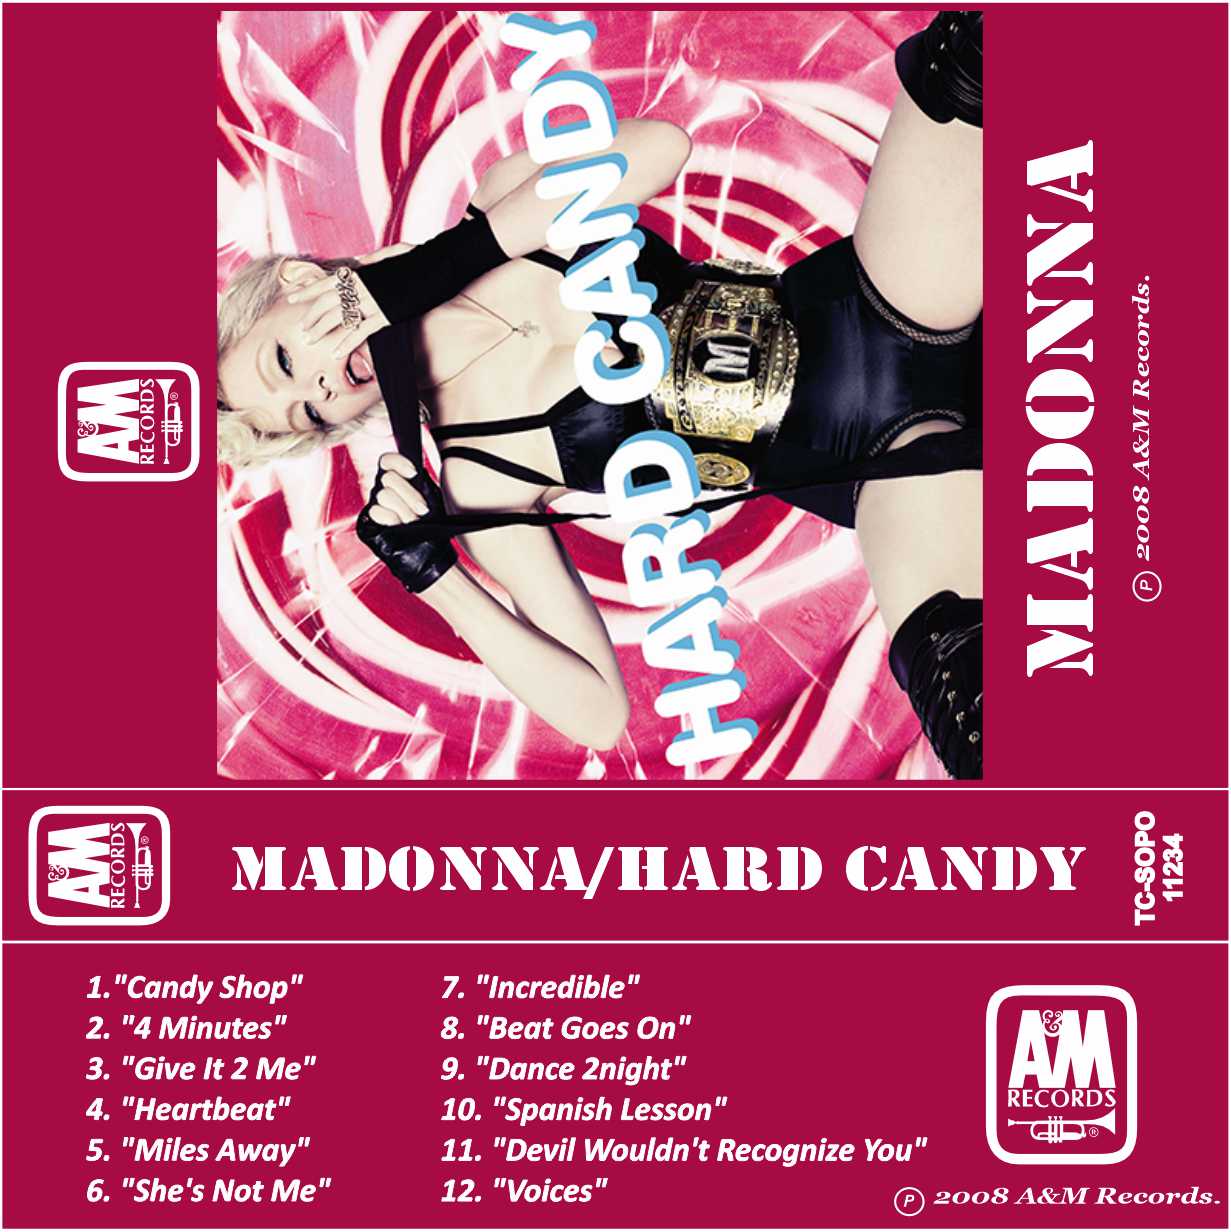 HARD CANDY
M
A&M
RECORDS
®
MADONNA
Ⓟ 2008 A&M Records.
A&M
RECORDS
®
MADONNA/HARD CANDY
TC-SOPO
11234
1."Candy Shop"
2. "4 Minutes"
3. "Give It 2 Me"
4. "Heartbeat"
5. "Miles Away"
6. "She's Not Me"
7. "Incredible"
8. "Beat Goes On"
9. "Dance 2night"
10. "Spanish Lesson"
11. "Devil Wouldn't Recognize You"
12. "Voices"
A&M
RECORDS
®
Ⓟ 2008 A&M Records.